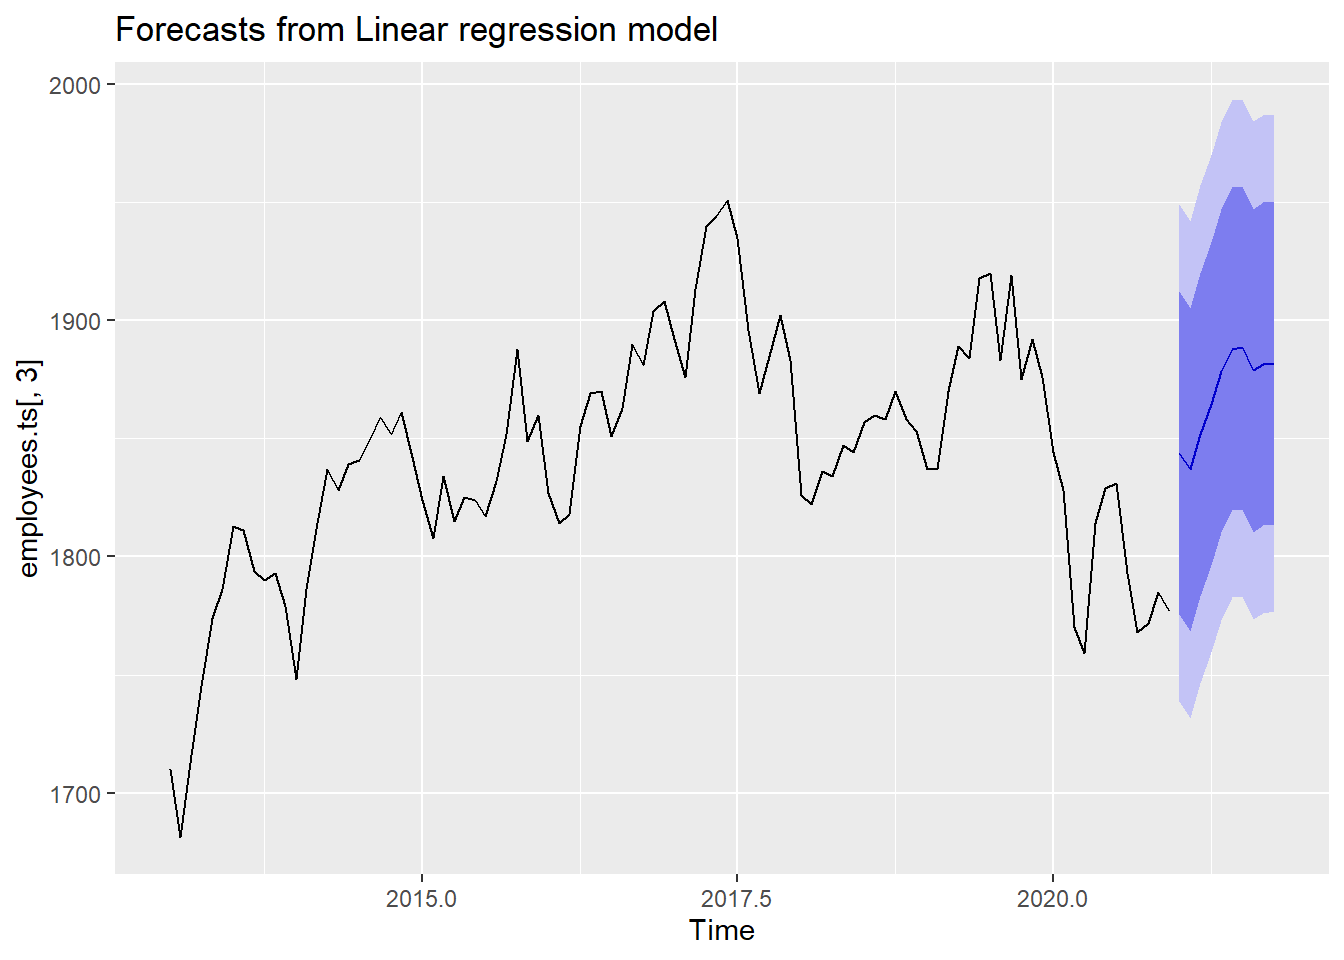 Forecasts from Linear regression model
2000
1900
1800
1700
employees.ts[, 3]
2015.0
2017.5
2020.0
Time